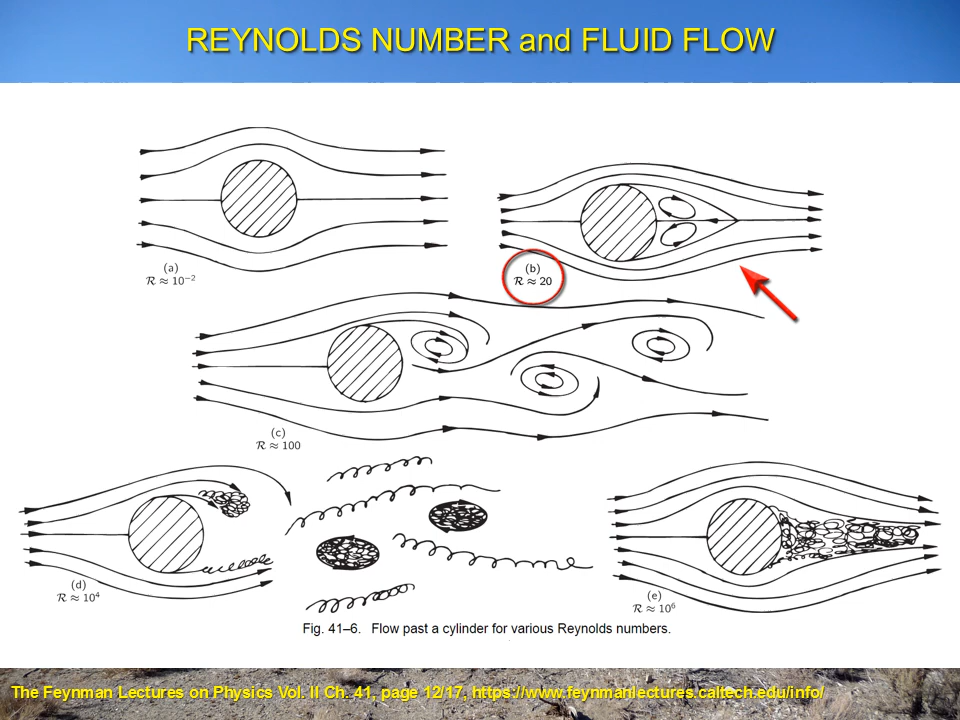 REYNOLDS NUMBER and FLUID FLOW
(a)
𝓡 ≈ 10⁻²
(b)
𝓡 ≈ 20
(c)
𝓡 ≈ 100
(d)
𝓡 ≈ 10⁴
(e)
𝓡 ≈ 10⁶
Fig. 41–6. Flow past a cylinder for various Reynolds numbers.
The Feynman Lectures on Physics Vol. II Ch. 41, page 12/17, https://www.feynmanlectures.caltech.edu/info/